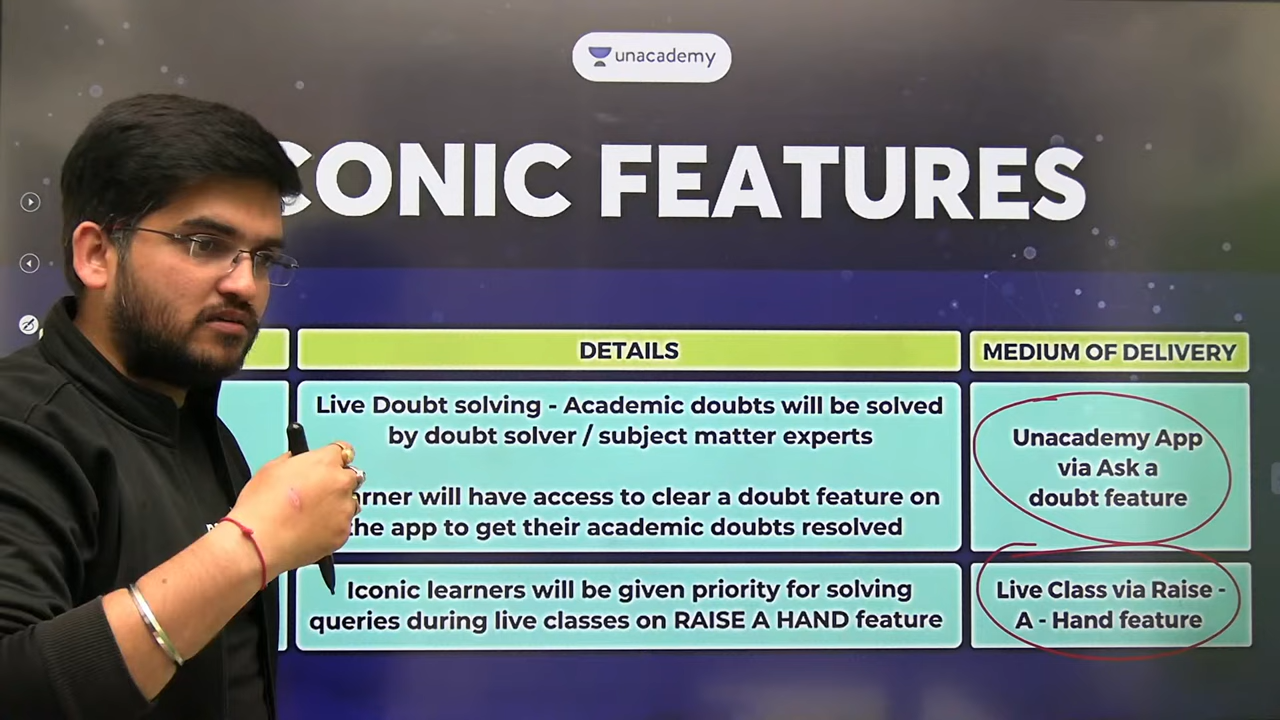 unacademy
CONIC FEATURES
DETAILS
MEDIUM OF DELIVERY
Live Doubt solving - Academic doubts will be solved
by doubt solver / subject matter experts
arner will have access to clear a doubt feature on
the app to get their academic doubts resolved
Unacademy App
via Ask a
doubt feature
Iconic learners will be given priority for solving
queries during live classes on RAISE A HAND feature
Live Class via Raise -
A - Hand feature